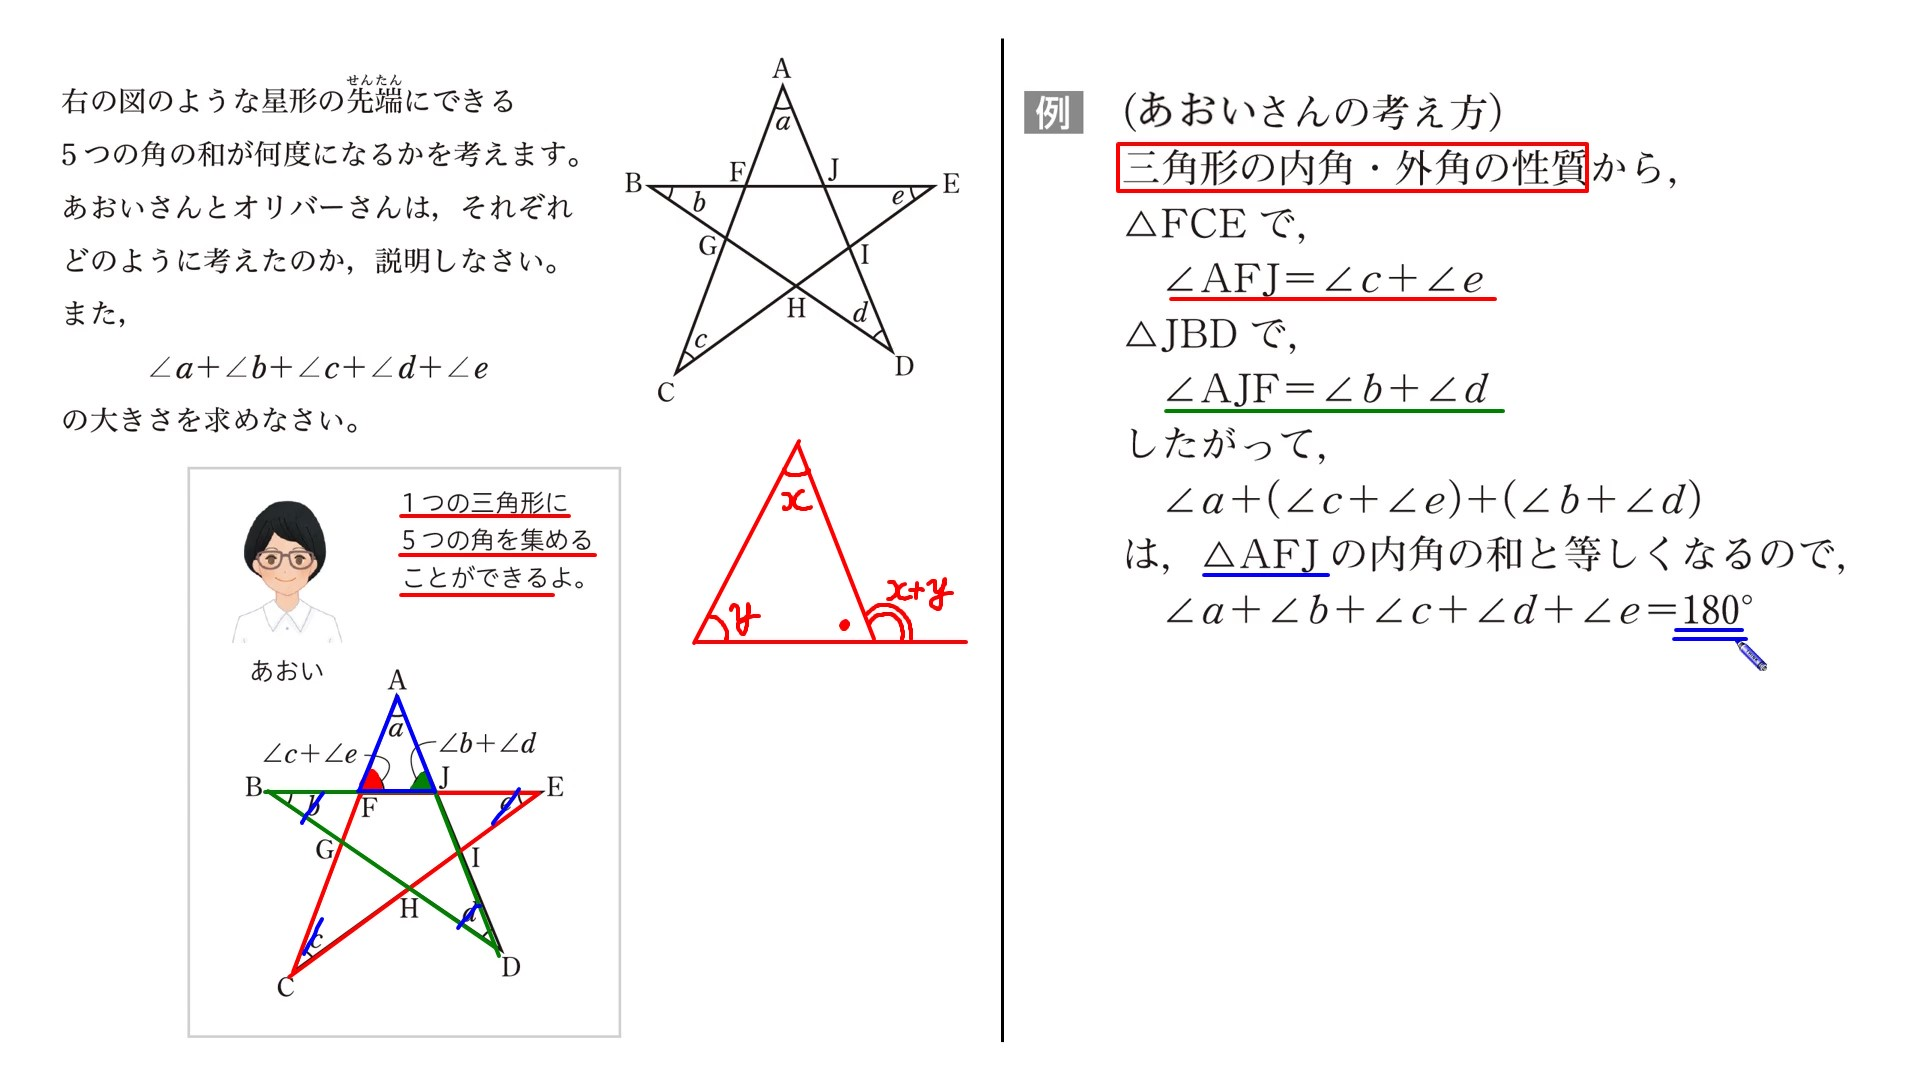 せんたん
右の図のような星形の先端にできる
5つの角の和が何度になるかを考えます。
あおいさんとオリバーさんは，それぞれ
どのように考えたのか，説明しなさい。
また，
∠a＋∠b＋∠c＋∠d＋∠e
の大きさを求めなさい。
A
a
B
F
J
E
b
e
G
I
H
d
c
D
C
x
y
x+y
1つの三角形に
5つの角を集める
ことができるよ。
あおい
A
a
∠c＋∠e
∠b＋∠d
B
F
J
E
b
e
G
I
H
d
c
D
C
例 (あおいさんの考え方)
三角形の内角・外角の性質から，
△FCE で，
∠AFJ＝∠c＋∠e
△JBD で，
∠AJF＝∠b＋∠d
したがって，
∠a＋(∠c＋∠e)＋(∠b＋∠d)
は，△AFJ の内角の和と等しくなるので，
∠a＋∠b＋∠c＋∠d＋∠e＝180°